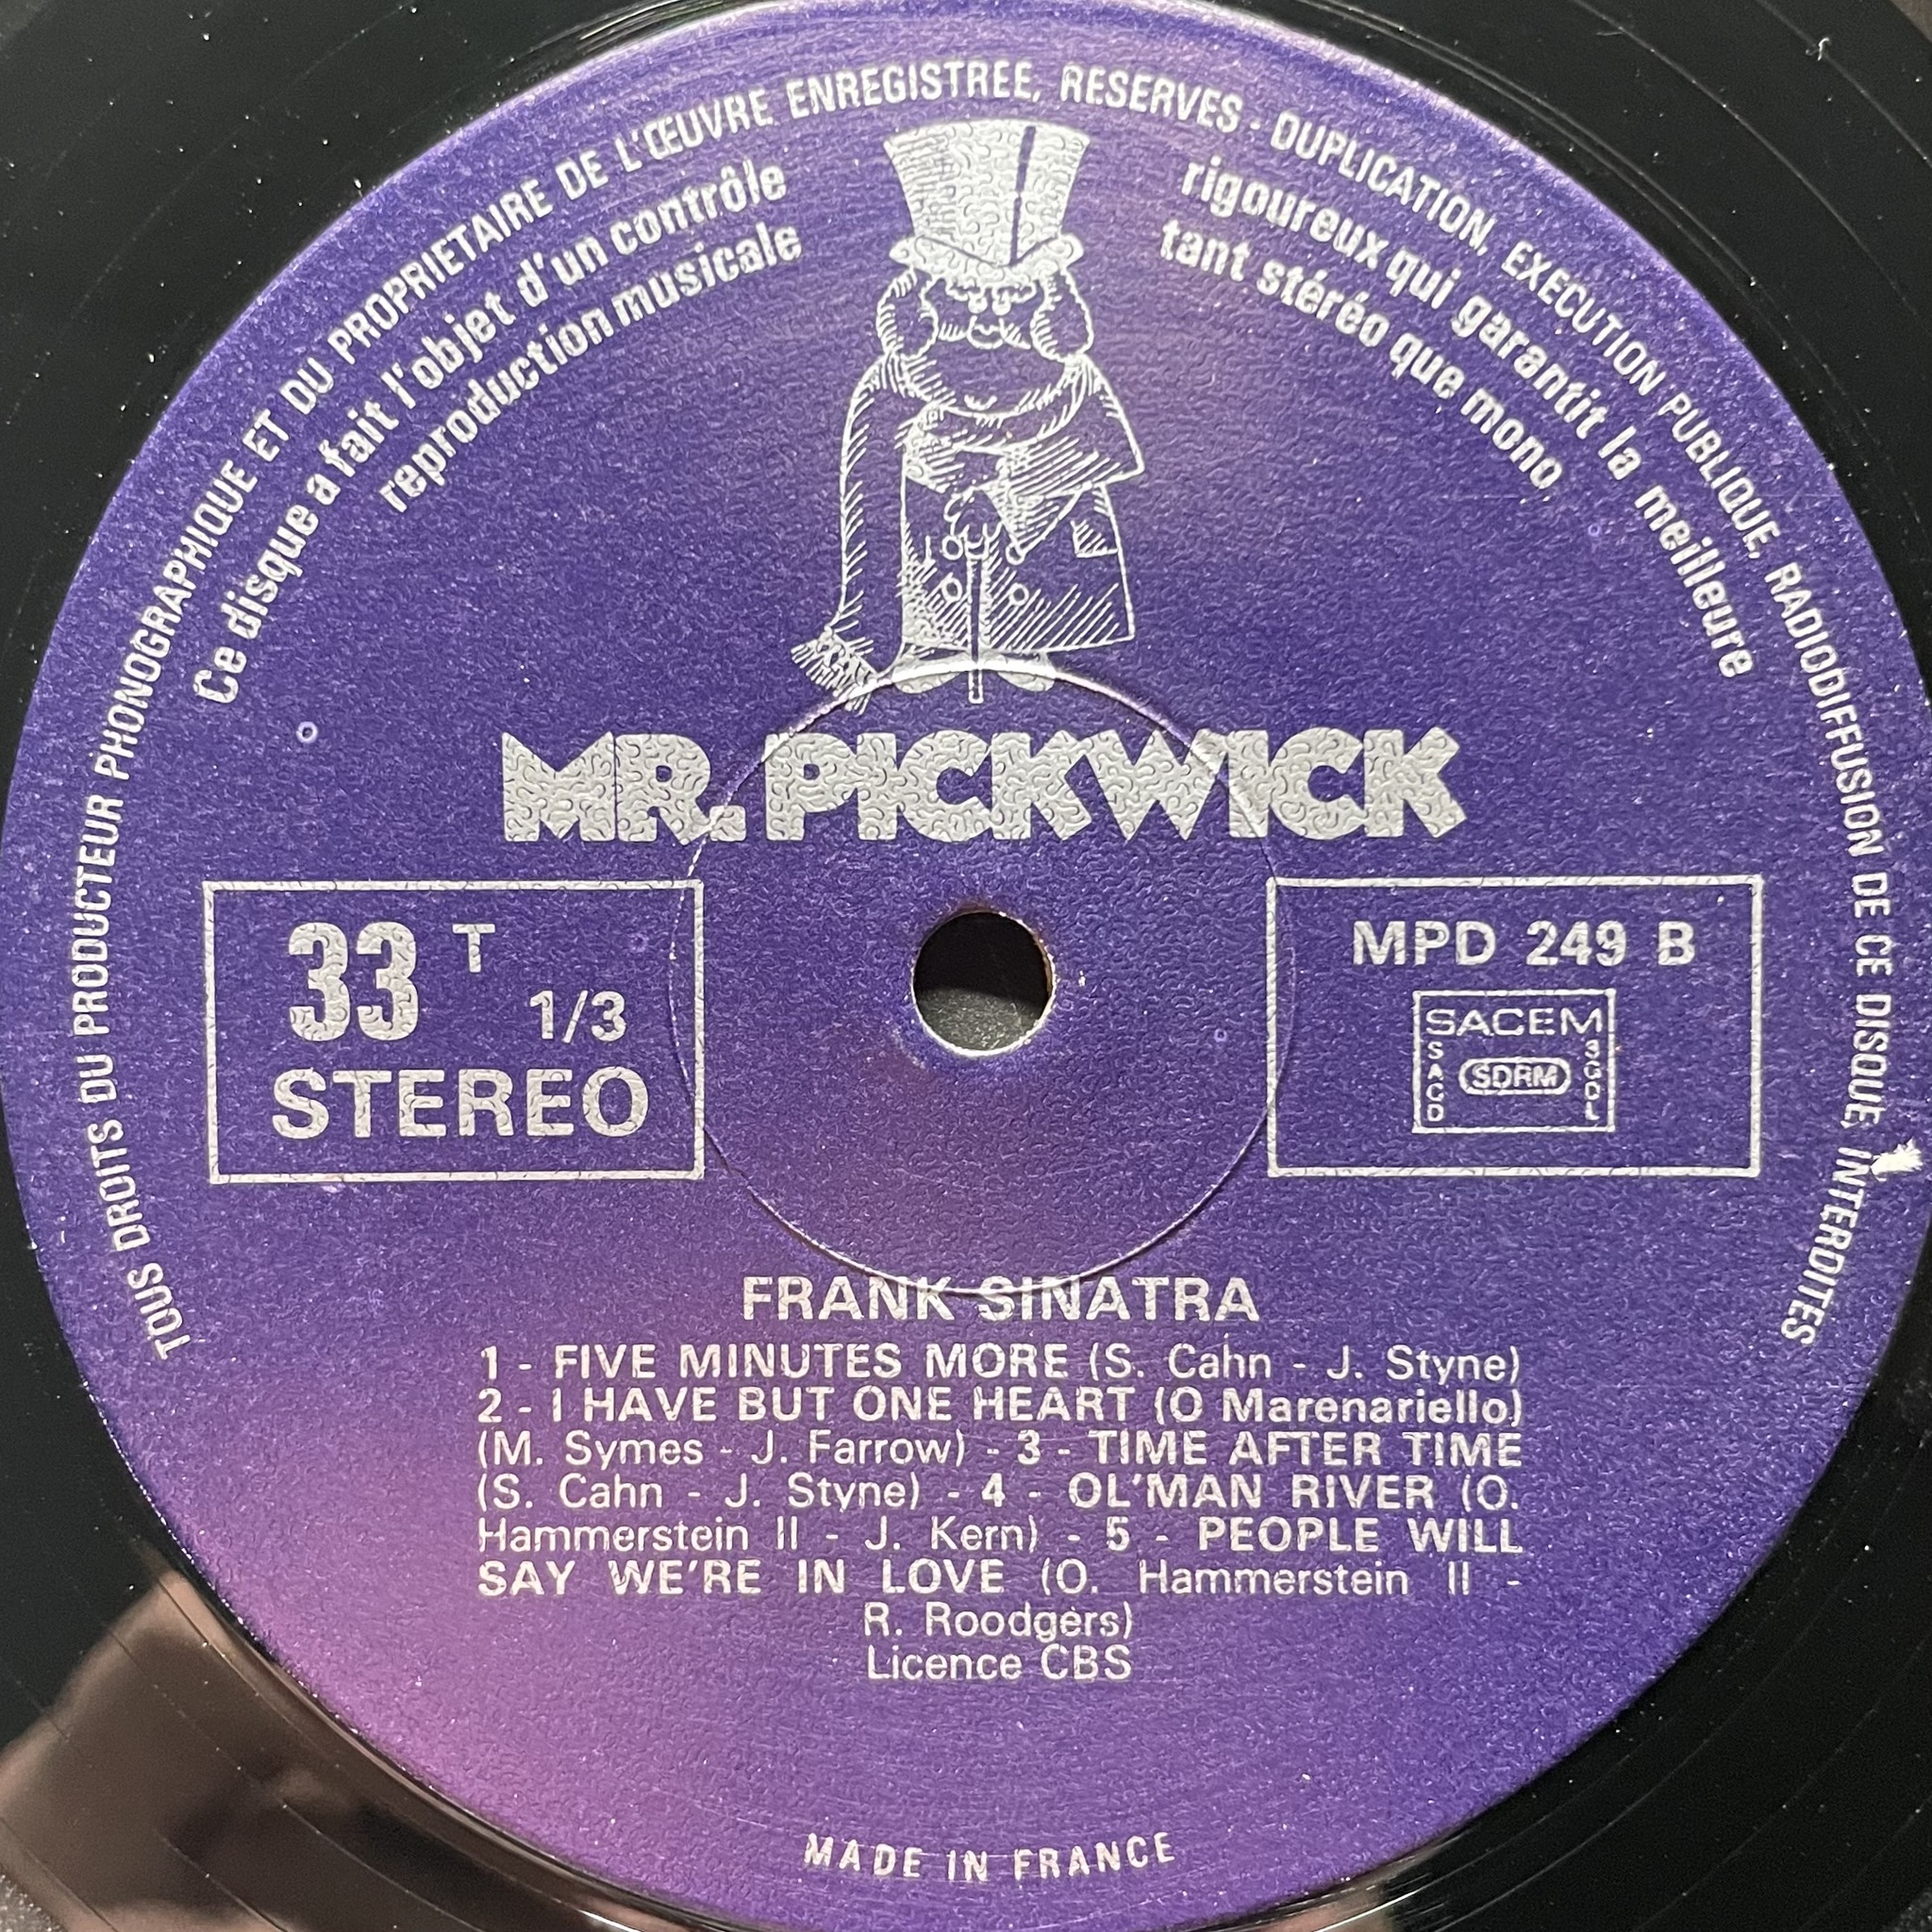 TOUS DROITS DU PRODUCTEUR PHONOGRAPHIQUE ET DU PROPRIETAIRE DE L'ŒUVRE ENREGISTREE, RESERVES - DUPLICATION, EXECUTION PUBLIQUE, RADIODIFFUSION DE CE DISQUE, INTERDITES
Ce disque a fait l'objet d'un contrôle rigoureux qui garantit la meilleure
reproduction musicale tant stéréo que mono.
MR. PICKWICK
33 T
1/3
STEREO
MPD 249 B
SACEM
SACD
SDRM
SGDL
FRANK SINATRA
1 - FIVE MINUTES MORE (S. Cahn - J. Styne)
2 - I HAVE BUT ONE HEART (O Marenariello)
(M. Symes - J. Farrow) - 3 - TIME AFTER TIME
(S. Cahn - J. Styne) - 4 - OL'MAN RIVER (O.
Hammerstein II - J. Kern) - 5 - PEOPLE WILL
SAY WE'RE IN LOVE (O. Hammerstein II -
R. Roodgers)
Licence CBS
MADE IN FRANCE